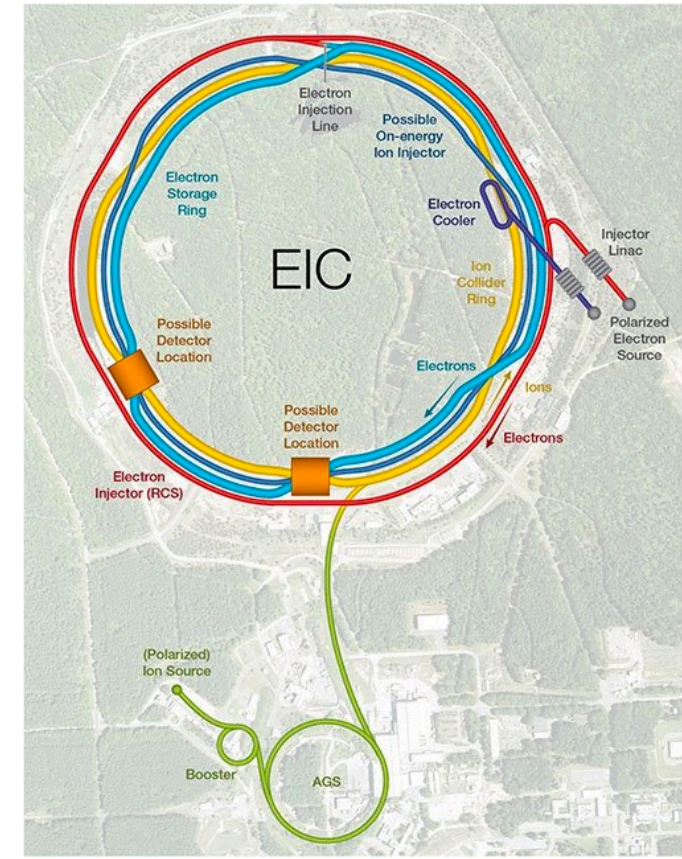 Electron
Injection
Line
Possible
On-energy
Ion Injector
Electron
Storage
Ring
Electron
Cooler
Injector
Linac
EIC
Ion
Collider
Ring
Polarized
Electron
Source
Possible
Detector
Location
Electrons
Ions
Possible
Detector
Location
Electrons
Electron
Injector (RCS)
(Polarized)
Ion Source
Booster
AGS